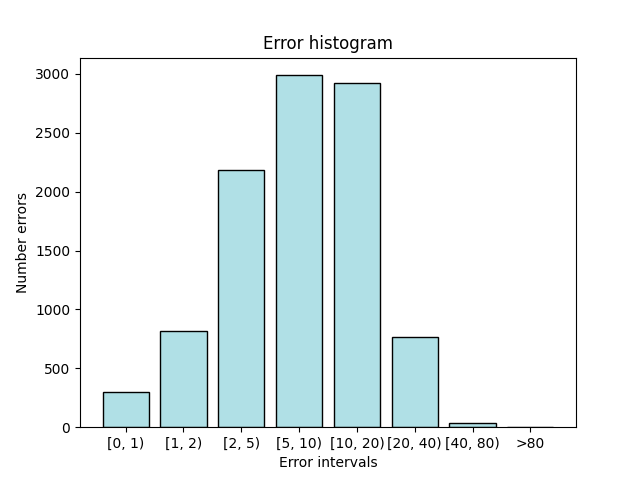 Error histogram
3000
2500
2000
1500
1000
500
0
Number errors
[0, 1) [1, 2) [2, 5) [5, 10) [10, 20) [20, 40) [40, 80) >80
Error intervals